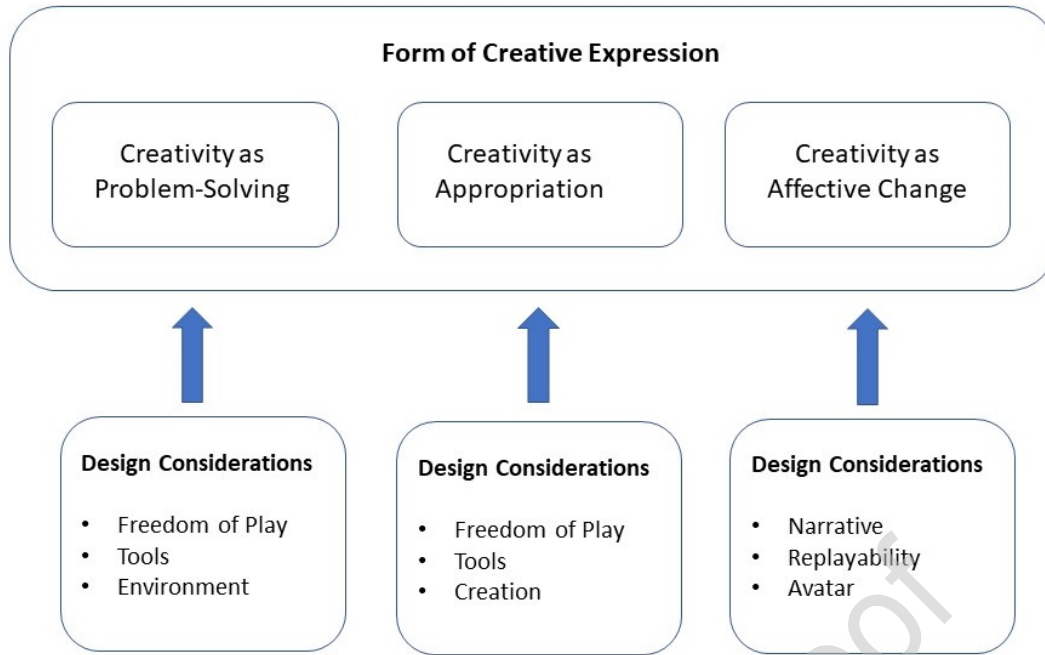 Form of Creative Expression
Creativity as
Problem-Solving
Creativity as
Appropriation
Creativity as
Affective Change
Design Considerations
• Freedom of Play
• Tools
• Environment
Design Considerations
• Freedom of Play
• Tools
• Creation
Design Considerations
• Narrative
• Replayability
• Avatar
oof